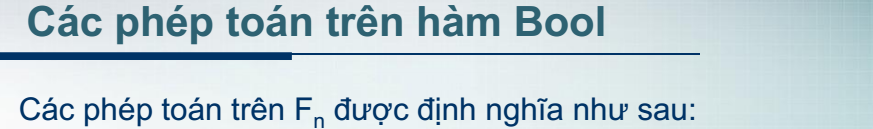 Các phép toán trên hàm Bool
Các phép toán trên Fₙ được định nghĩa như sau: